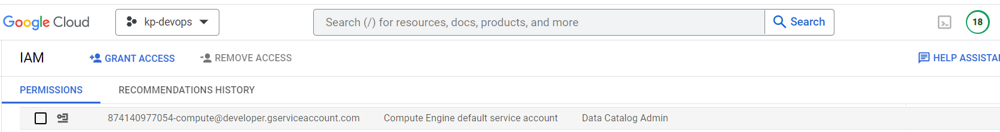 Google Cloud kp-devops Search (/) for resources, docs, products, and more Search 18
IAM GRANT ACCESS REMOVE ACCESS HELP ASSISTA
PERMISSIONS RECOMMENDATIONS HISTORY
874140977054-compute@developer.gserviceaccount.com Compute Engine default service account Data Catalog Admin